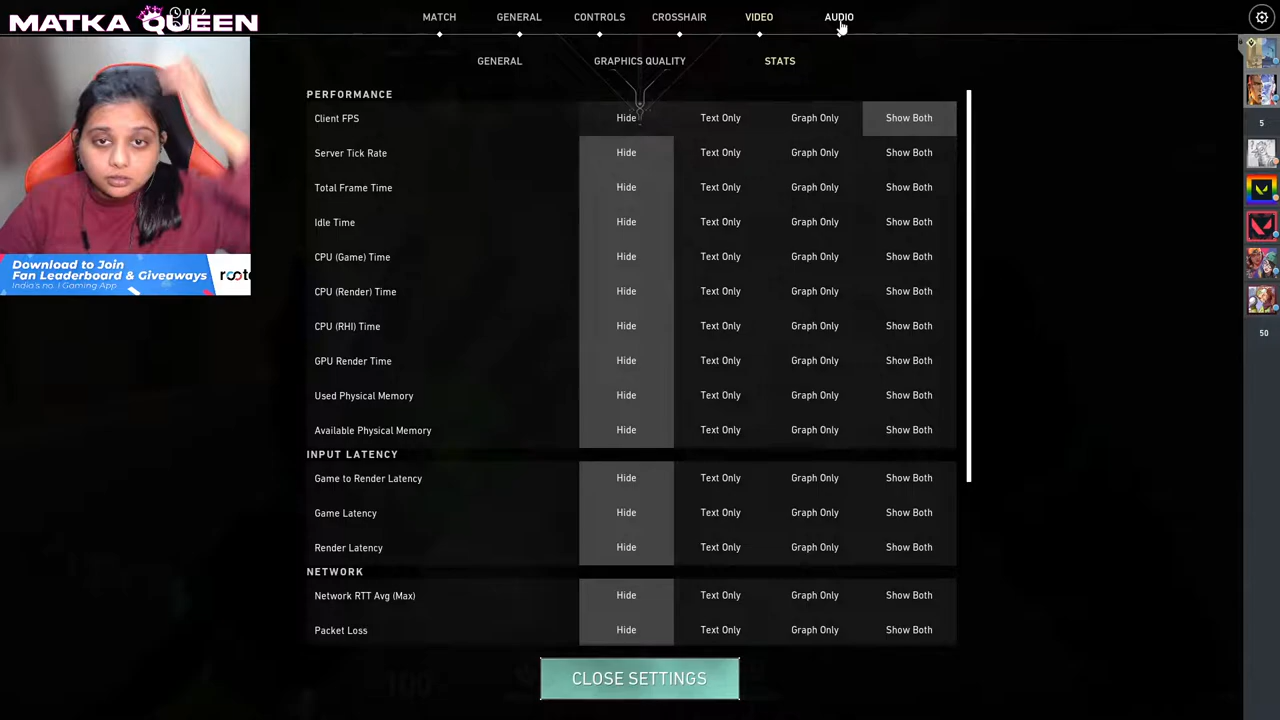 MATKA QUEEN
MATCH GENERAL CONTROLS CROSSHAIR VIDEO AUDIO
GENERAL GRAPHICS QUALITY STATS
PERFORMANCE
Client FPS Hide Text Only Graph Only Show Both
Server Tick Rate Hide Text Only Graph Only Show Both
Total Frame Time Hide Text Only Graph Only Show Both
Idle Time Hide Text Only Graph Only Show Both
CPU (Game) Time Hide Text Only Graph Only Show Both
CPU (Render) Time Hide Text Only Graph Only Show Both
CPU (RHI) Time Hide Text Only Graph Only Show Both
GPU Render Time Hide Text Only Graph Only Show Both
Used Physical Memory Hide Text Only Graph Only Show Both
Available Physical Memory Hide Text Only Graph Only Show Both
INPUT LATENCY
Game to Render Latency Hide Text Only Graph Only Show Both
Game Latency Hide Text Only Graph Only Show Both
Render Latency Hide Text Only Graph Only Show Both
NETWORK
Network RTT Avg (Max) Hide Text Only Graph Only Show Both
Packet Loss Hide Text Only Graph Only Show Both
CLOSE SETTINGS
Download to Join
Fan Leaderboard & Giveaways
India's no. 1 Gaming App
5
50
100